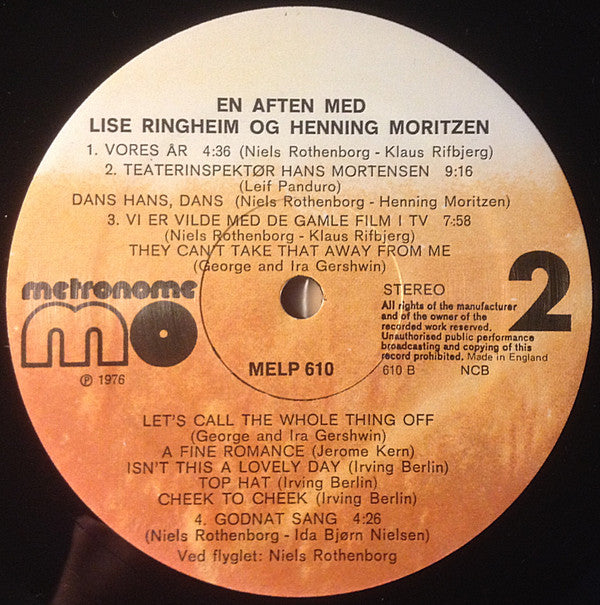 EN AFTEN MED
LISE RINGHEIM OG HENNING MORITZEN
1. VORES ÅR 4:36 (Niels Rothenborg - Klaus Rifbjerg)
2. TEATERINSPEKTØR HANS MORTENSEN 9:16
(Leif Panduro)
DANS HANS, DANS (Niels Rothenborg - Henning Moritzen)
3. VI ER VILDE MED DE GAMLE FILM I TV 7:58
(Niels Rothenborg - Klaus Rifbjerg)
THEY CAN'T TAKE THAT AWAY FROM ME
(George and Ira Gershwin)
metronome
mo
℗ 1976
MELP 610
STEREO
2
All rights of the manufacturer
and of the owner of the
recorded work reserved.
Unauthorised public performance
broadcasting and copying of this
record prohibited. Made in England
610 B NCB
LET'S CALL THE WHOLE THING OFF
(George and Ira Gershwin)
A FINE ROMANCE (Jerome Kern)
ISN'T THIS A LOVELY DAY (Irving Berlin)
TOP HAT (Irving Berlin)
CHEEK TO CHEEK (Irving Berlin)
4. GODNAT SANG 4:26
(Niels Rothenborg - Ida Bjørn Nielsen)
Ved flyglet: Niels Rothenborg